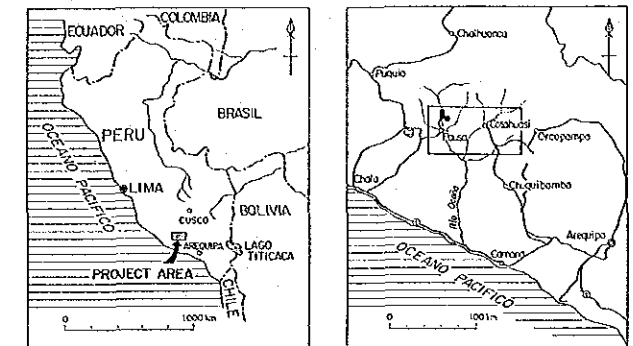 COLOMBIA
ECUADOR
BRASIL
PERU
OCEANO PACIFICO
LIMA
CUSCO
BOLIVIA
AREQUIPA
LAGO TITICACA
PROJECT AREA
CHILE
0 1000 km
Chalhuanca
Puquio
Pausa
Cotahuasi
Orcopampa
Chala
Chuquibamba
Rio Ocoña
Arequipa
Camana
OCEANO PACIFICO
0 100 km